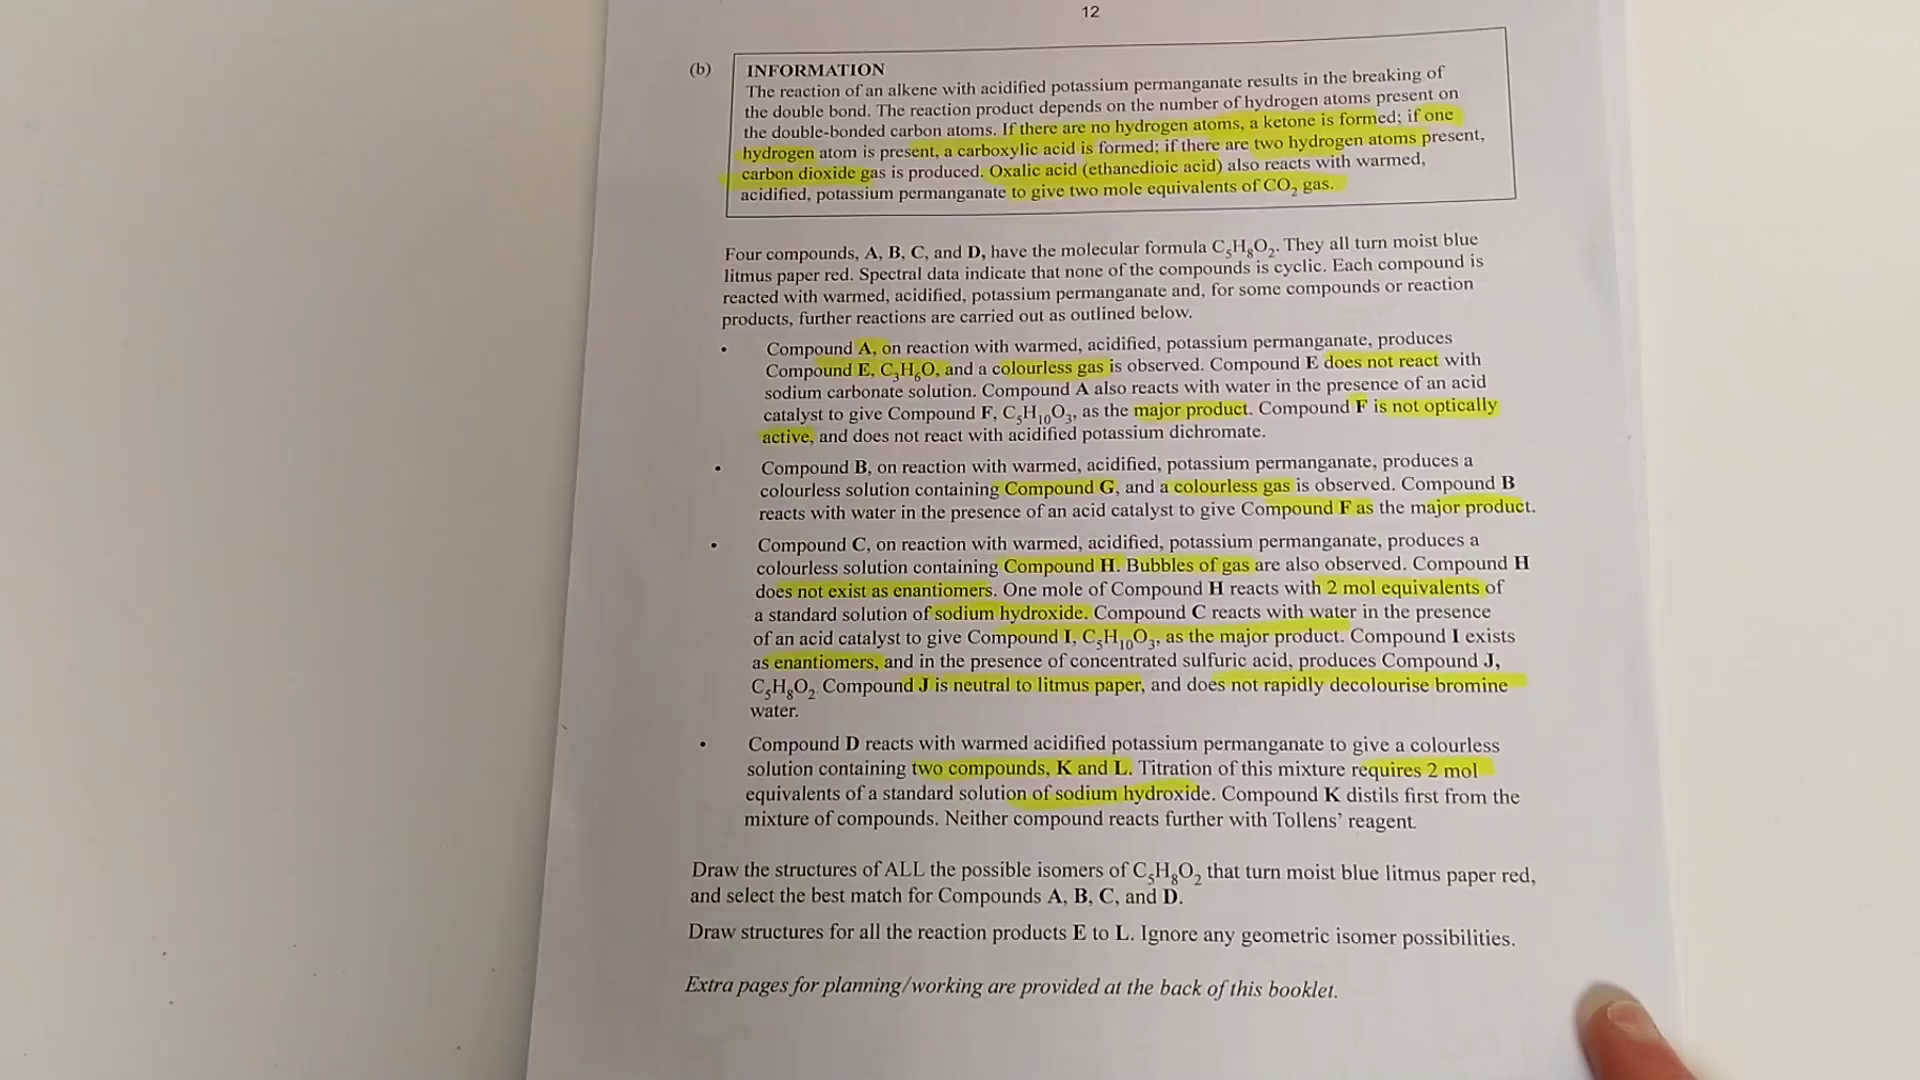 12
(b)
INFORMATION
The reaction of an alkene with acidified potassium permanganate results in the breaking of
the double bond. The reaction product depends on the number of hydrogen atoms present on
the double-bonded carbon atoms. If there are no hydrogen atoms, a ketone is formed; if one
hydrogen atom is present, a carboxylic acid is formed; if there are two hydrogen atoms present,
carbon dioxide gas is produced. Oxalic acid (ethanedioic acid) also reacts with warmed,
acidified, potassium permanganate to give two mole equivalents of CO₂ gas.
Four compounds, A, B, C, and D, have the molecular formula C₅H₈O₂. They all turn moist blue
litmus paper red. Spectral data indicate that none of the compounds is cyclic. Each compound is
reacted with warmed, acidified, potassium permanganate and, for some compounds or reaction
products, further reactions are carried out as outlined below.
• Compound A, on reaction with warmed, acidified, potassium permanganate, produces
Compound E, C₃H₆O, and a colourless gas is observed. Compound E does not react with
sodium carbonate solution. Compound A also reacts with water in the presence of an acid
catalyst to give Compound F, C₅H₁₀O₃, as the major product. Compound F is not optically
active, and does not react with acidified potassium dichromate.
• Compound B, on reaction with warmed, acidified, potassium permanganate, produces a
colourless solution containing Compound G, and a colourless gas is observed. Compound B
reacts with water in the presence of an acid catalyst to give Compound F as the major product.
• Compound C, on reaction with warmed, acidified, potassium permanganate, produces a
colourless solution containing Compound H. Bubbles of gas are also observed. Compound H
does not exist as enantiomers. One mole of Compound H reacts with 2 mol equivalents of
a standard solution of sodium hydroxide. Compound C reacts with water in the presence
of an acid catalyst to give Compound I, C₅H₁₀O₃, as the major product. Compound I exists
as enantiomers, and in the presence of concentrated sulfuric acid, produces Compound J,
C₅H₈O₂. Compound J is neutral to litmus paper, and does not rapidly decolourise bromine
water.
• Compound D reacts with warmed acidified potassium permanganate to give a colourless
solution containing two compounds, K and L. Titration of this mixture requires 2 mol
equivalents of a standard solution of sodium hydroxide. Compound K distils first from the
mixture of compounds. Neither compound reacts further with Tollens’ reagent.
Draw the structures of ALL the possible isomers of C₅H₈O₂ that turn moist blue litmus paper red,
and select the best match for Compounds A, B, C, and D.
Draw structures for all the reaction products E to L. Ignore any geometric isomer possibilities.
Extra pages for planning/working are provided at the back of this booklet.